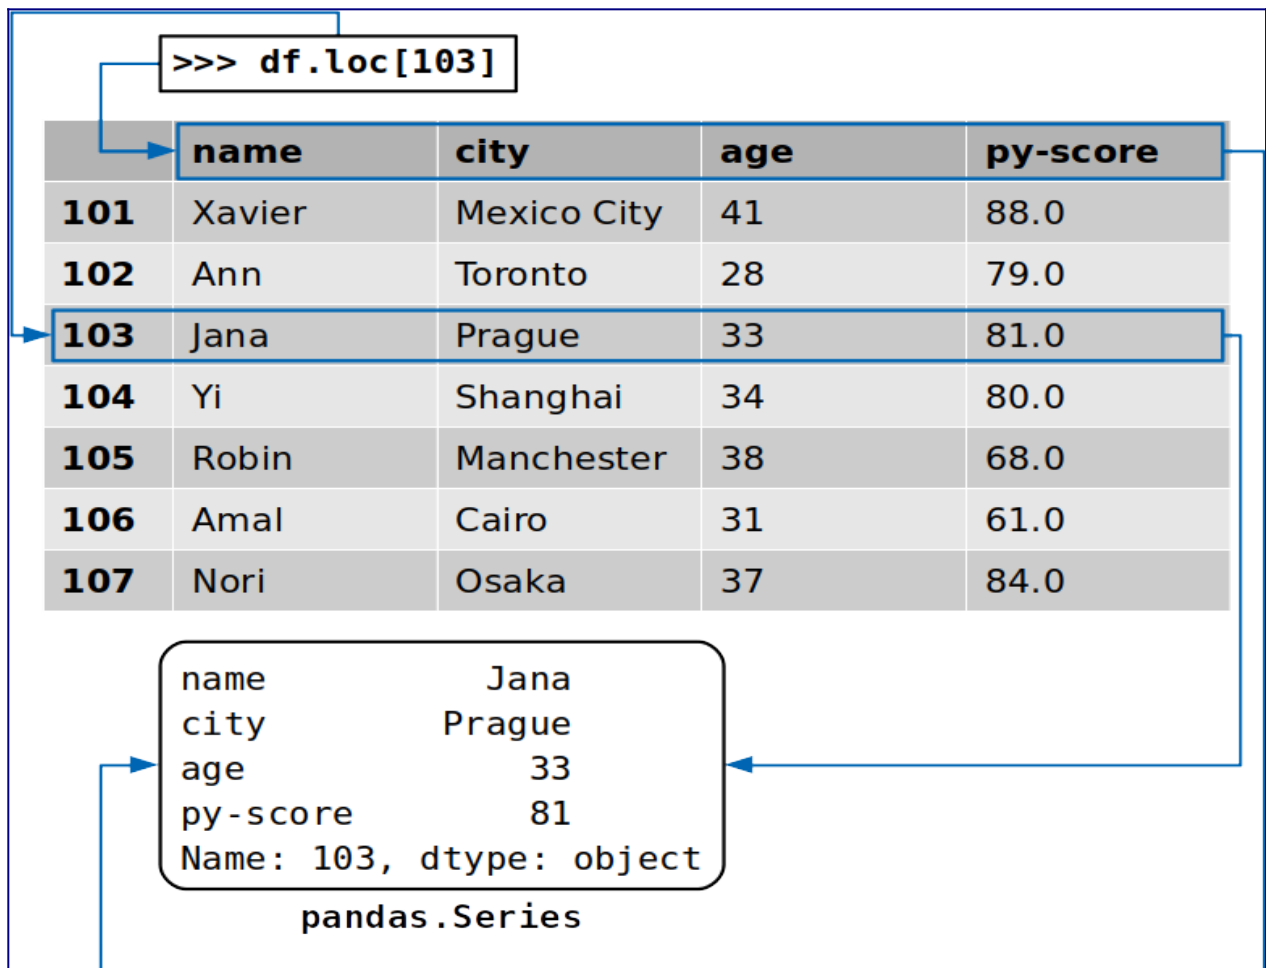 >>> df.loc[103]
name city age py-score
101 Xavier Mexico City 41 88.0
102 Ann Toronto 28 79.0
103 Jana Prague 33 81.0
104 Yi Shanghai 34 80.0
105 Robin Manchester 38 68.0
106 Amal Cairo 31 61.0
107 Nori Osaka 37 84.0
name Jana
city Prague
age 33
py-score 81
Name: 103, dtype: object
pandas.Series